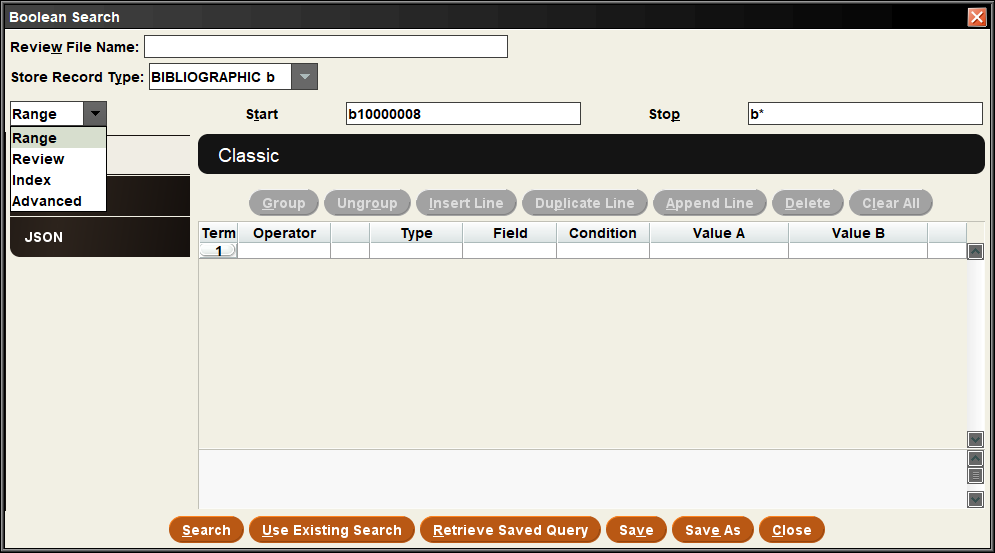 Boolean Search
Review File Name:
Store Record Type: BIBLIOGRAPHIC b
Range Start b10000008 Stop b*
Range
Review
Index
Advanced
JSON
Classic
Group Ungroup Insert Line Duplicate Line Append Line Delete Clear All
Term Operator Type Field Condition Value A Value B
1
Search Use Existing Search Retrieve Saved Query Save Save As Close